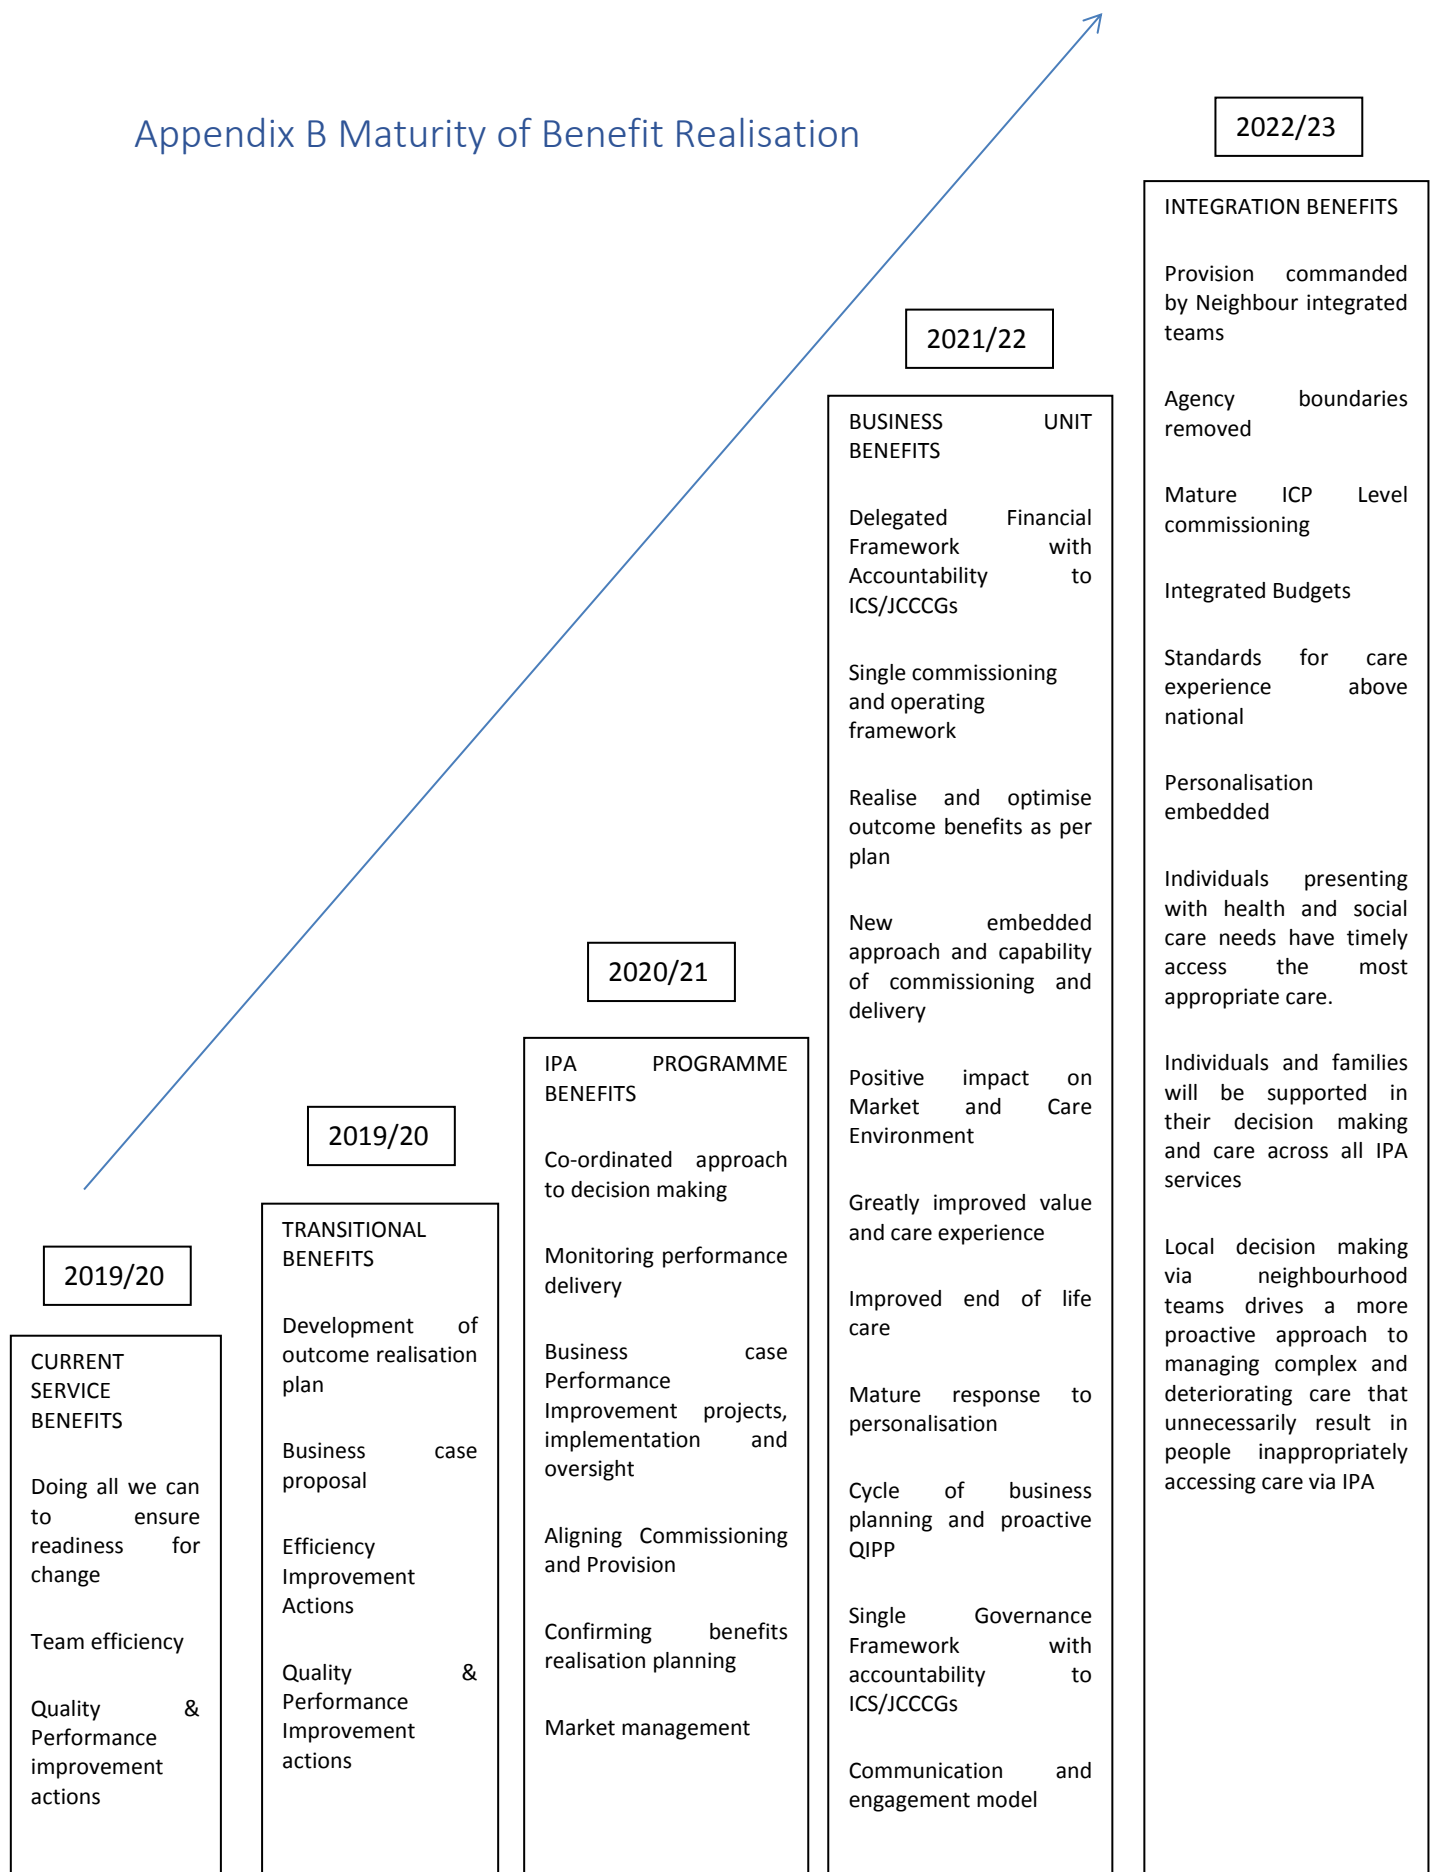 Appendix B Maturity of Benefit Realisation
2019/20
CURRENT
SERVICE
BENEFITS
Doing all we can
to ensure
readiness for
change
Team efficiency
Quality &
Performance
improvement
actions
2019/20
TRANSITIONAL
BENEFITS
Development of
outcome realisation
plan
Business case
proposal
Efficiency
Improvement
Actions
Quality &
Performance
Improvement
actions
2020/21
IPA PROGRAMME
BENEFITS
Co-ordinated approach
to decision making
Monitoring performance
delivery
Business case
Performance
Improvement projects,
implementation and
oversight
Aligning Commissioning
and Provision
Confirming benefits
realisation planning
Market management
2021/22
BUSINESS UNIT
BENEFITS
Delegated Financial
Framework with
Accountability to
ICS/JCCCGs
Single commissioning
and operating
framework
Realise and optimise
outcome benefits as per
plan
New embedded
approach and capability
of commissioning and
delivery
Positive impact on
Market and Care
Environment
Greatly improved value
and care experience
Improved end of life
care
Mature response to
personalisation
Cycle of business
planning and proactive
QIPP
Single Governance
Framework with
accountability to
ICS/JCCCGs
Communication and
engagement model
2022/23
INTEGRATION BENEFITS
Provision commanded
by Neighbour integrated
teams
Agency boundaries
removed
Mature ICP Level
commissioning
Integrated Budgets
Standards for care
experience above
national
Personalisation
embedded
Individuals presenting
with health and social
care needs have timely
access the most
appropriate care.
Individuals and families
will be supported in
their decision making
and care across all IPA
services
Local decision making
via neighbourhood
teams drives a more
proactive approach to
managing complex and
deteriorating care that
unnecessarily result in
people inappropriately
accessing care via IPA